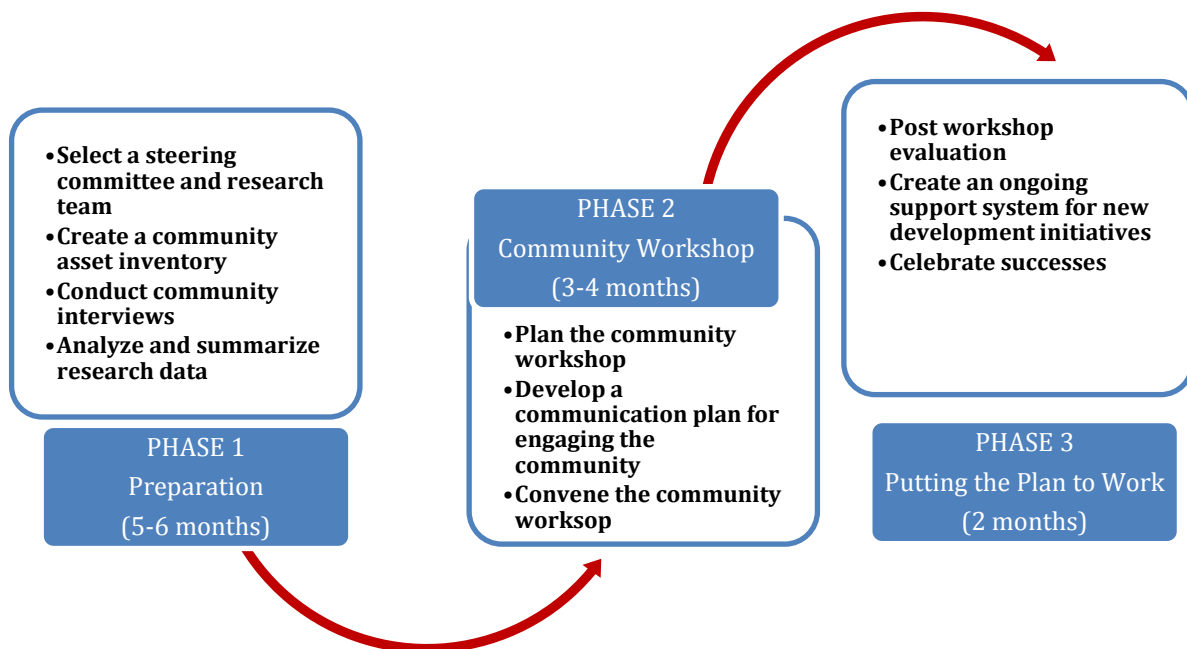 •Select a steering
committee and research
team
•Create a community
asset inventory
•Conduct community
interviews
•Analyze and summarize
research data
PHASE 1
Preparation
(5-6 months)
PHASE 2
Community Workshop
(3-4 months)
•Plan the community
workshop
•Develop a
communication plan for
engaging the
community
•Convene the community
worksop
•Post workshop
evaluation
•Create an ongoing
support system for new
development initiatives
•Celebrate successes
PHASE 3
Putting the Plan to Work
(2 months)